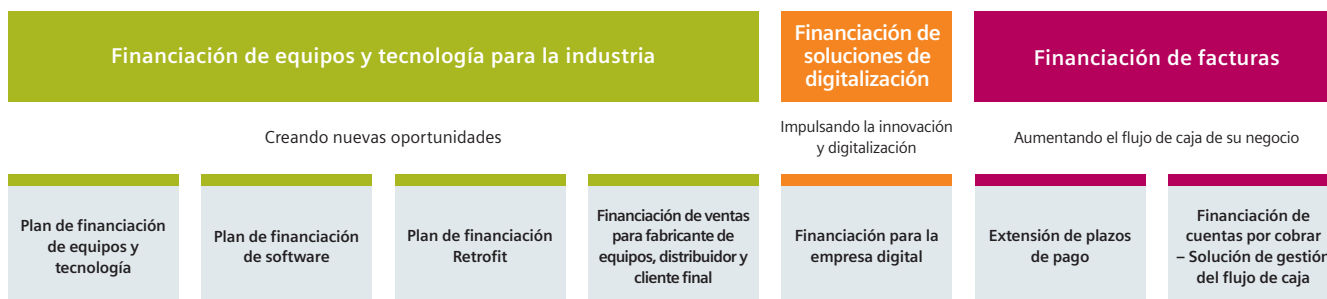 Financiación de equipos y tecnología para la industria
Financiación de
soluciones de
digitalización
Financiación de facturas
Creando nuevas oportunidades
Impulsando la innovación
y digitalización
Aumentando el flujo de caja de su negocio
Plan de financiación
de equipos y
tecnología
Plan de financiación
de software
Plan de financiación
Retrofit
Financiación de ventas
para fabricante de
equipos, distribuidor y
cliente final
Financiación para la
empresa digital
Extensión de plazos
de pago
Financiación de
cuentas por cobrar
– Solución de gestión
del flujo de caja